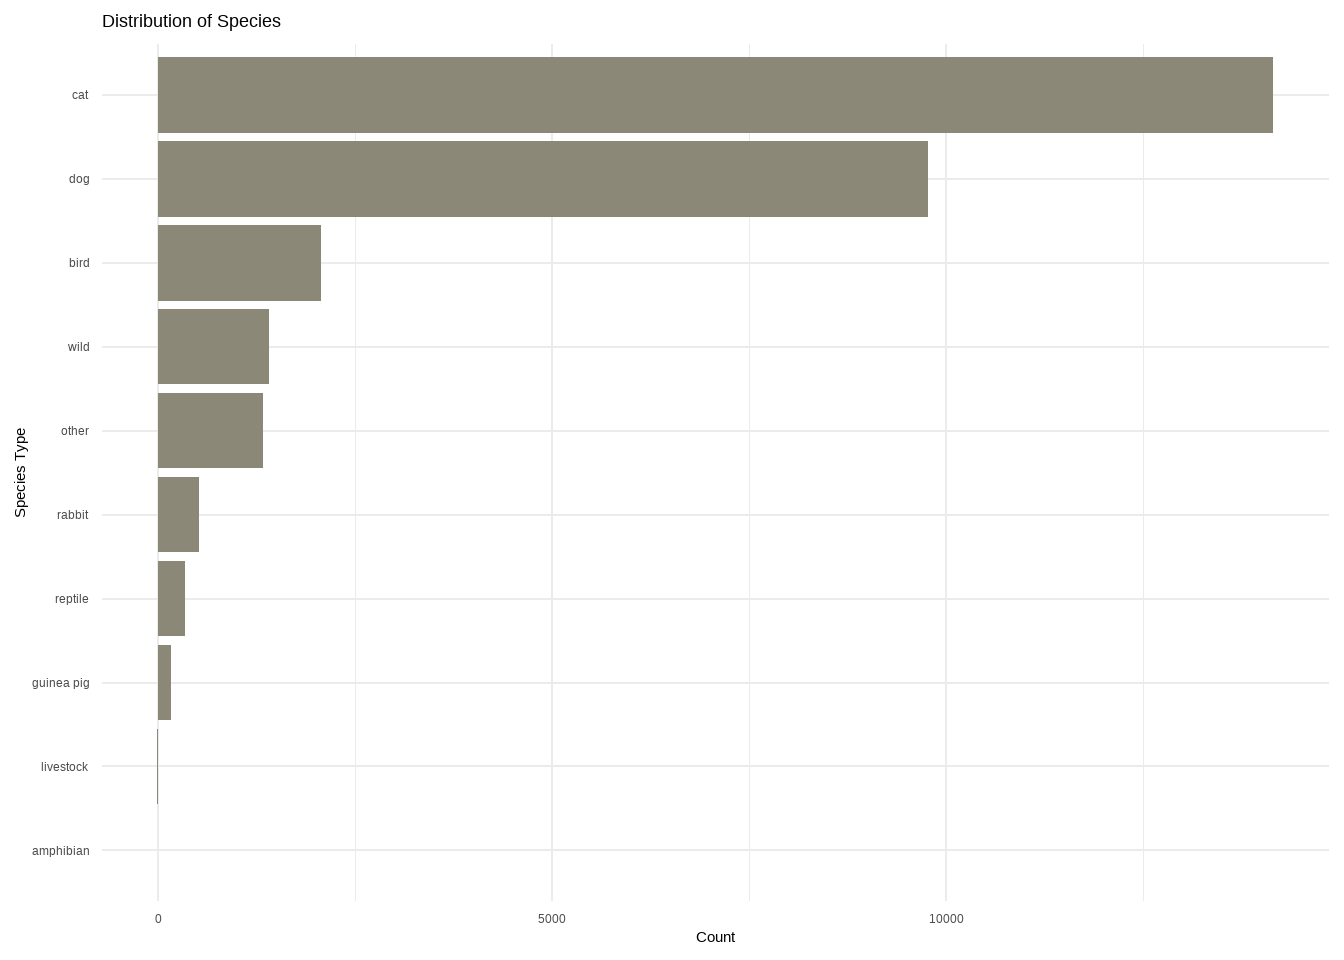 Distribution of Species
cat
dog
bird
wild
other
rabbit
reptile
guinea pig
livestock
amphibian
Species Type
0 5000 10000
Count